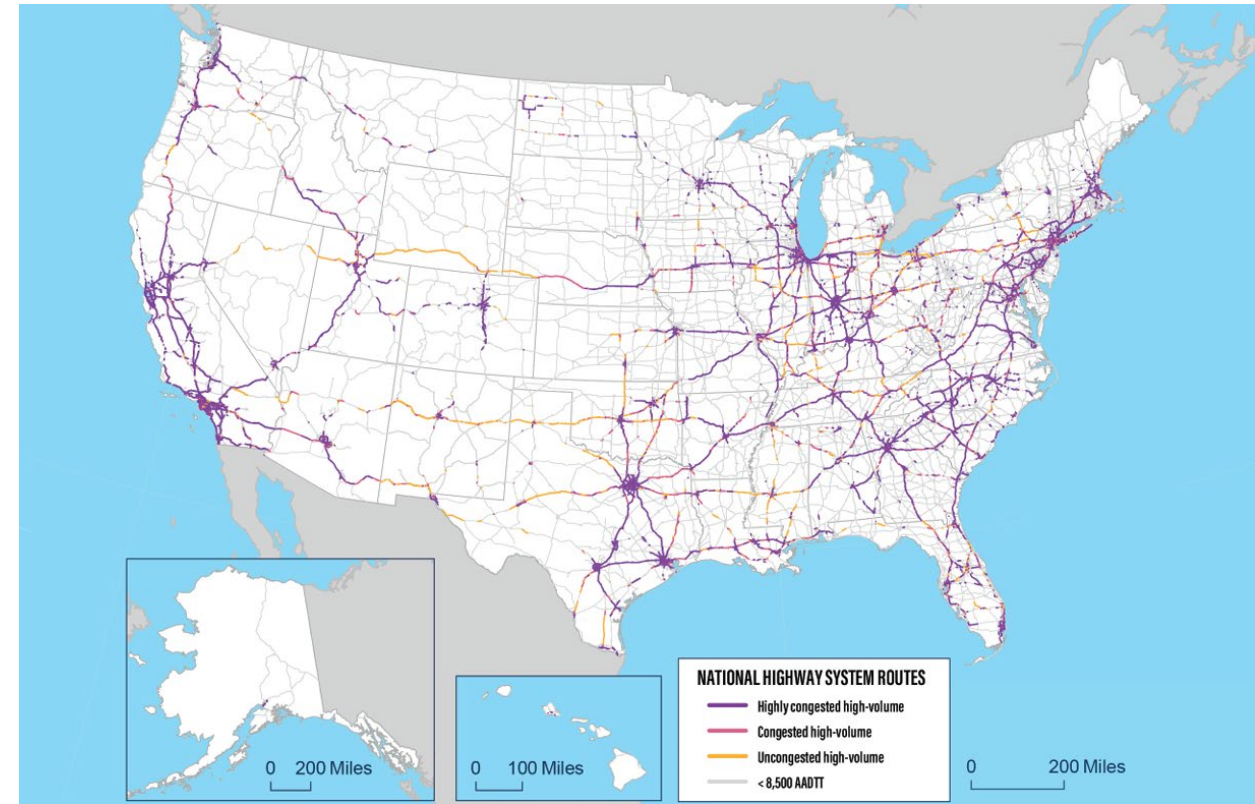 NATIONAL HIGHWAY SYSTEM ROUTES
Highly congested high-volume
Congested high-volume
Uncongested high-volume
< 8,500 AADTT
0 200 Miles
0 100 Miles
0 200 Miles